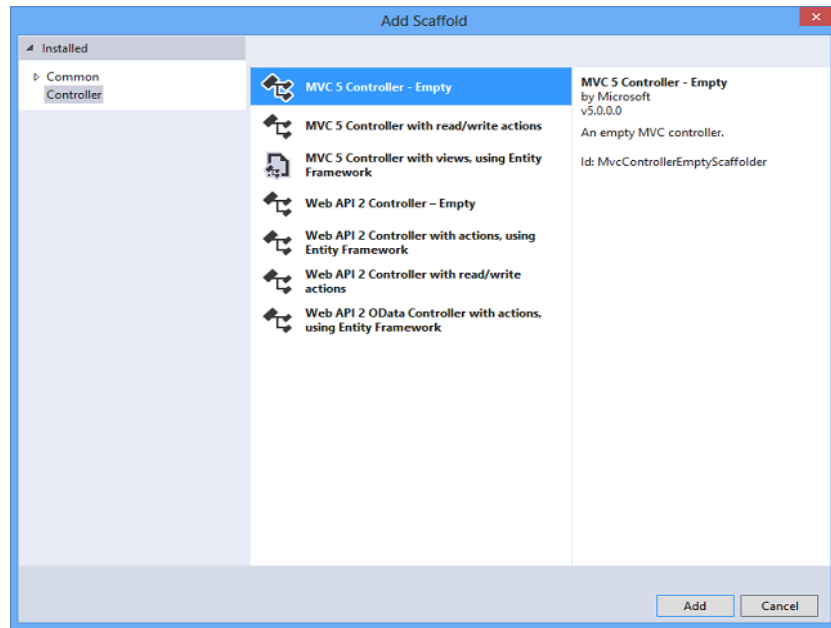 Add Scaffold
Installed
Common
Controller
MVC 5 Controller - Empty
MVC 5 Controller with read/write actions
MVC 5 Controller with views, using Entity
Framework
Web API 2 Controller – Empty
Web API 2 Controller with actions, using
Entity Framework
Web API 2 Controller with read/write
actions
Web API 2 OData Controller with actions,
using Entity Framework
MVC 5 Controller - Empty
by Microsoft
v5.0.0.0
An empty MVC controller.
Id: MvcControllerEmptyScaffolder
Add
Cancel